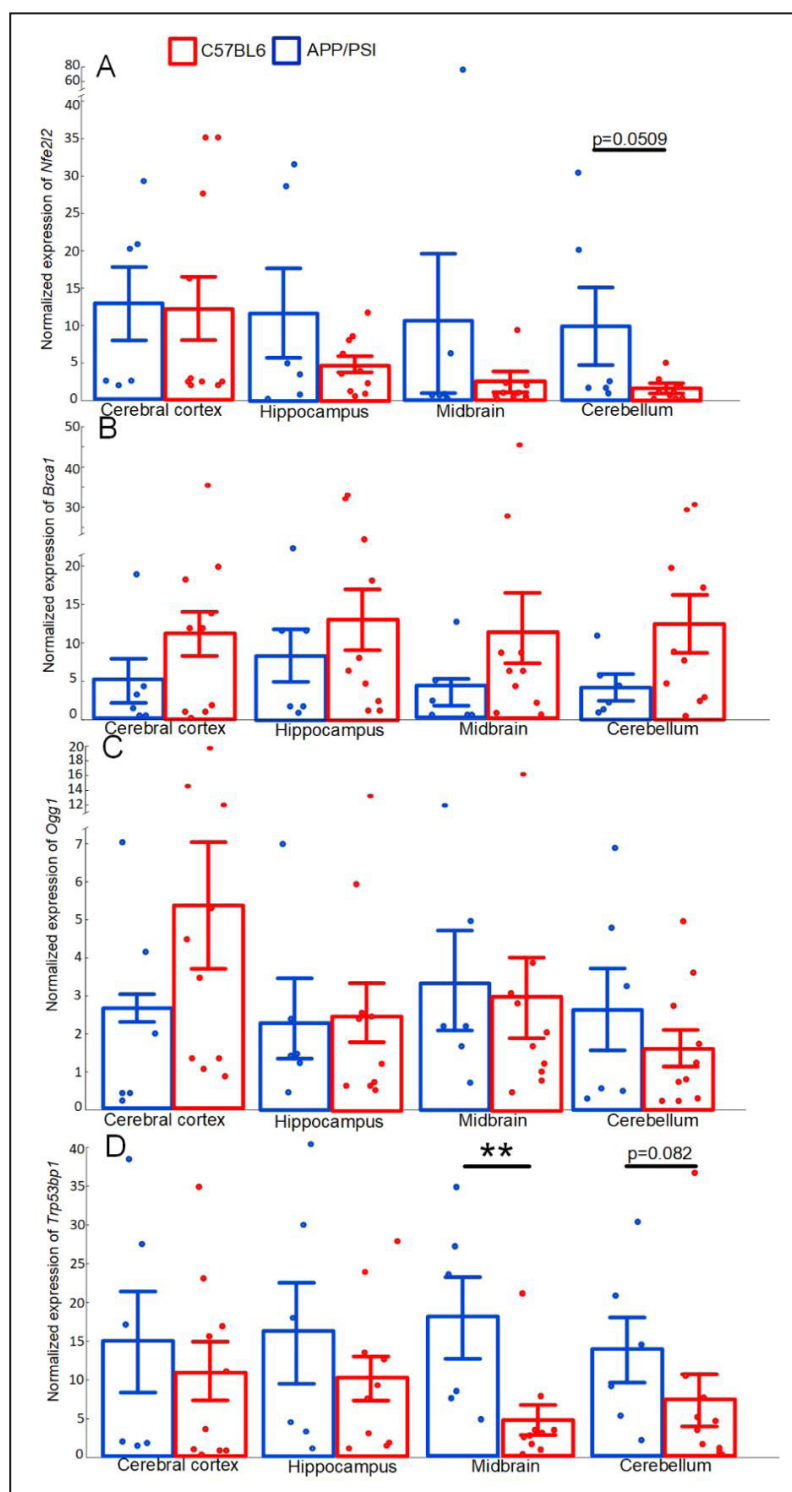 C57BL6 APP/PSI
A
80
60
40
35
30
25
20
15
10
5
0
Normalized expression of Nfe2l2
p=0.0509
Cerebral cortex Hippocampus Midbrain Cerebellum
B
50
40
30
20
15
10
5
0
Normalized expression of Brca1
Cerebral cortex Hippocampus Midbrain Cerebellum
C
20
18
16
14
12
7
6
5
4
3
2
1
0
Normalized expression of Ogg1
Cerebral cortex Hippocampus Midbrain Cerebellum
D
40
35
30
25
20
15
10
5
0
Normalized expression of Trp53bp1
** p=0.082
Cerebral cortex Hippocampus Midbrain Cerebellum